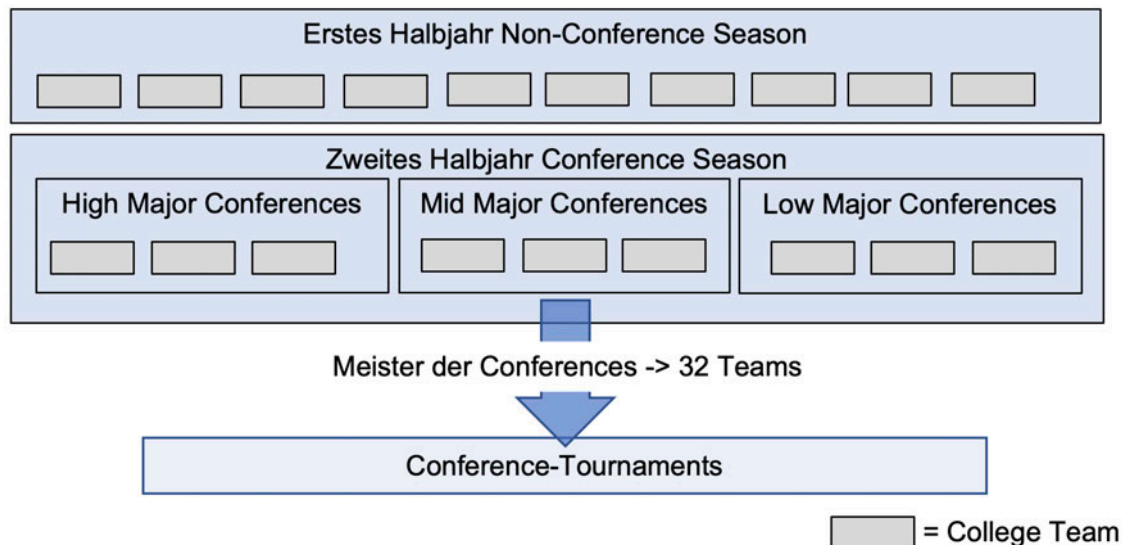 Erstes Halbjahr Non-Conference Season
Zweites Halbjahr Conference Season
High Major Conferences
Mid Major Conferences
Low Major Conferences
Meister der Conferences -> 32 Teams
Conference-Tournaments
= College Team